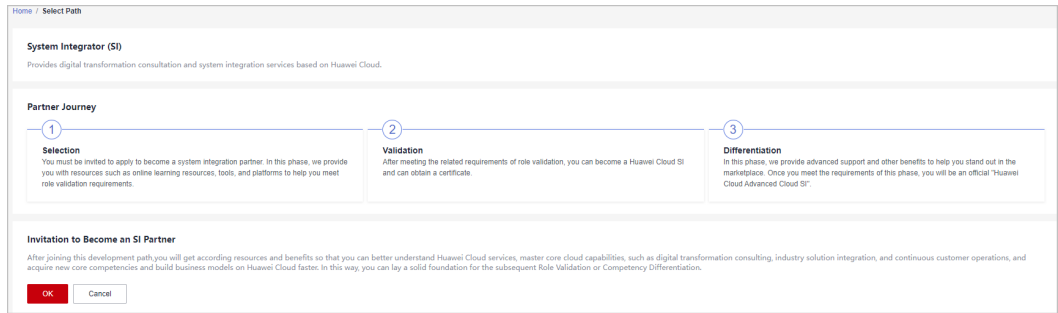 Home / Select Path
System Integrator (SI)
Provides digital transformation consultation and system integration services based on Huawei Cloud.
Partner Journey
1
Selection
You must be invited to apply to become a system integration partner. In this phase, we provide
you with resources such as online learning resources, tools, and platforms to help you meet
role validation requirements.
2
Validation
After meeting the related requirements of role validation, you can become a Huawei Cloud SI
and can obtain a certificate.
3
Differentiation
In this phase, we provide advanced support and other benefits to help you stand out in the
marketplace. Once you meet the requirements of this phase, you will be an official "Huawei
Cloud Advanced Cloud SI".
Invitation to Become an SI Partner
After joining this development path,you will get according resources and benefits so that you can better understand Huawei Cloud services, master core cloud capabilities, such as digital transformation consulting, industry solution integration, and continuous customer operations, and
acquire new core competencies and build business models on Huawei Cloud faster. In this way, you can lay a solid foundation for the subsequent Role Validation or Competency Differentiation.
OK Cancel